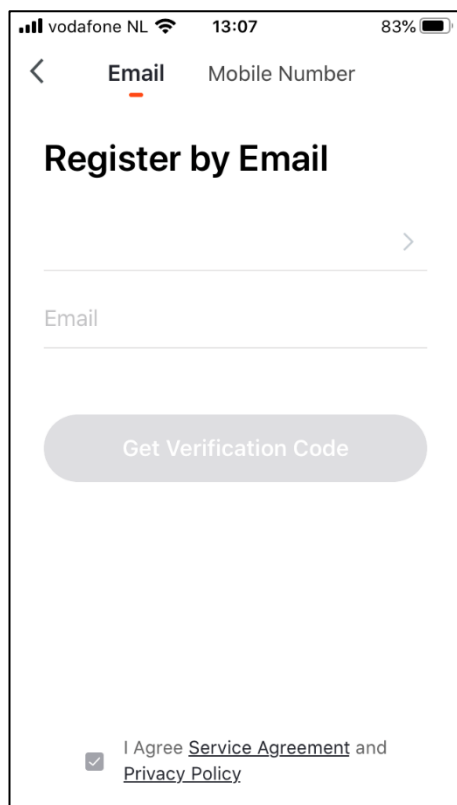 vodafone NL 13:07 83%
Email Mobile Number
Register by Email
Email
Get Verification Code
I Agree Service Agreement and
Privacy Policy